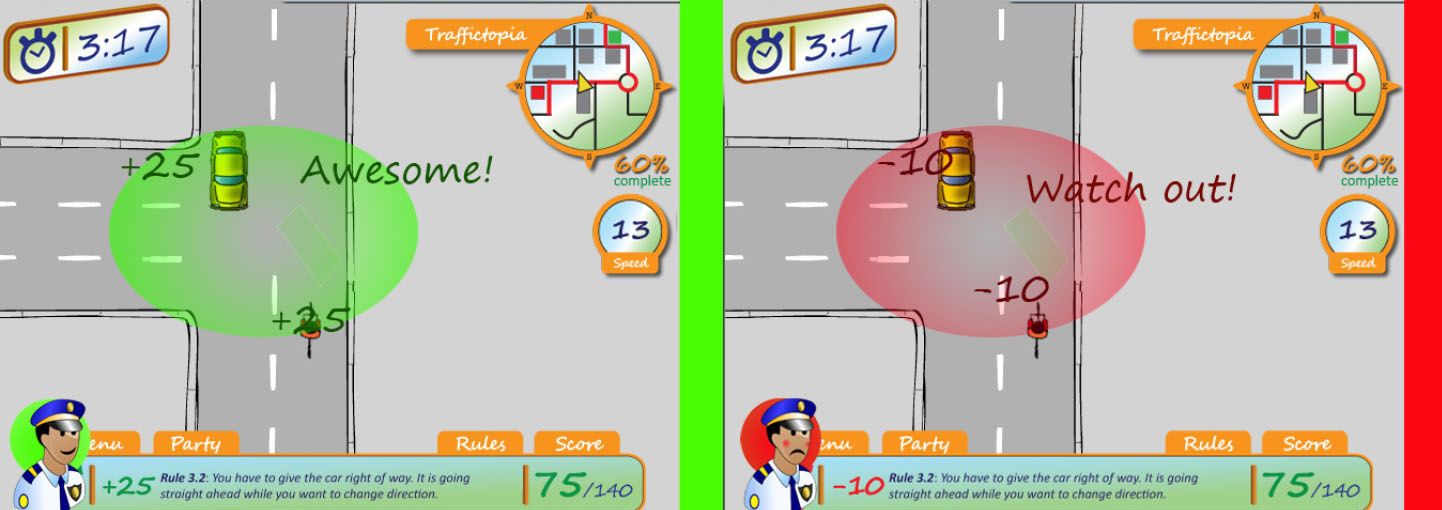 3:17
Traffictopia
N
W
E
S
+25
Awesome!
60%
complete
13
Speed
+25
enu
Party
Rules
Score
+25
Rule 3.2: You have to give the car right of way. It is going
straight ahead while you want to change direction.
75/140
3:17
Traffictopia
N
W
E
S
-10
Watch out!
60%
complete
13
Speed
-10
nu
Party
Rules
Score
-10
Rule 3.2: You have to give the car right of way. It is going
straight ahead while you want to change direction.
75/140